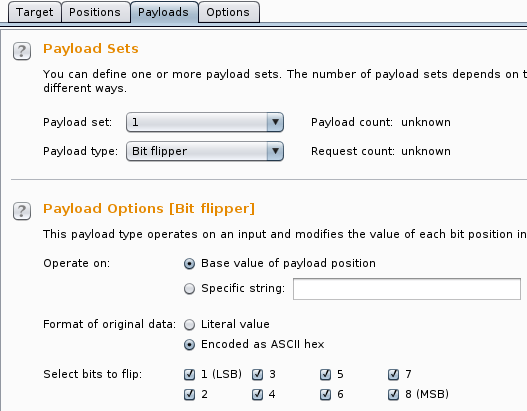 Target Positions Payloads Options
? Payload Sets
You can define one or more payload sets. The number of payload sets depends on
different ways.
Payload set: 1 Payload count: unknown
Payload type: Bit flipper Request count: unknown
? Payload Options [Bit flipper]
This payload type operates on an input and modifies the value of each bit position in
Operate on: Base value of payload position
Specific string:
Format of original data: Literal value
Encoded as ASCII hex
Select bits to flip: 1 (LSB) 3 5 7
2 4 6 8 (MSB)